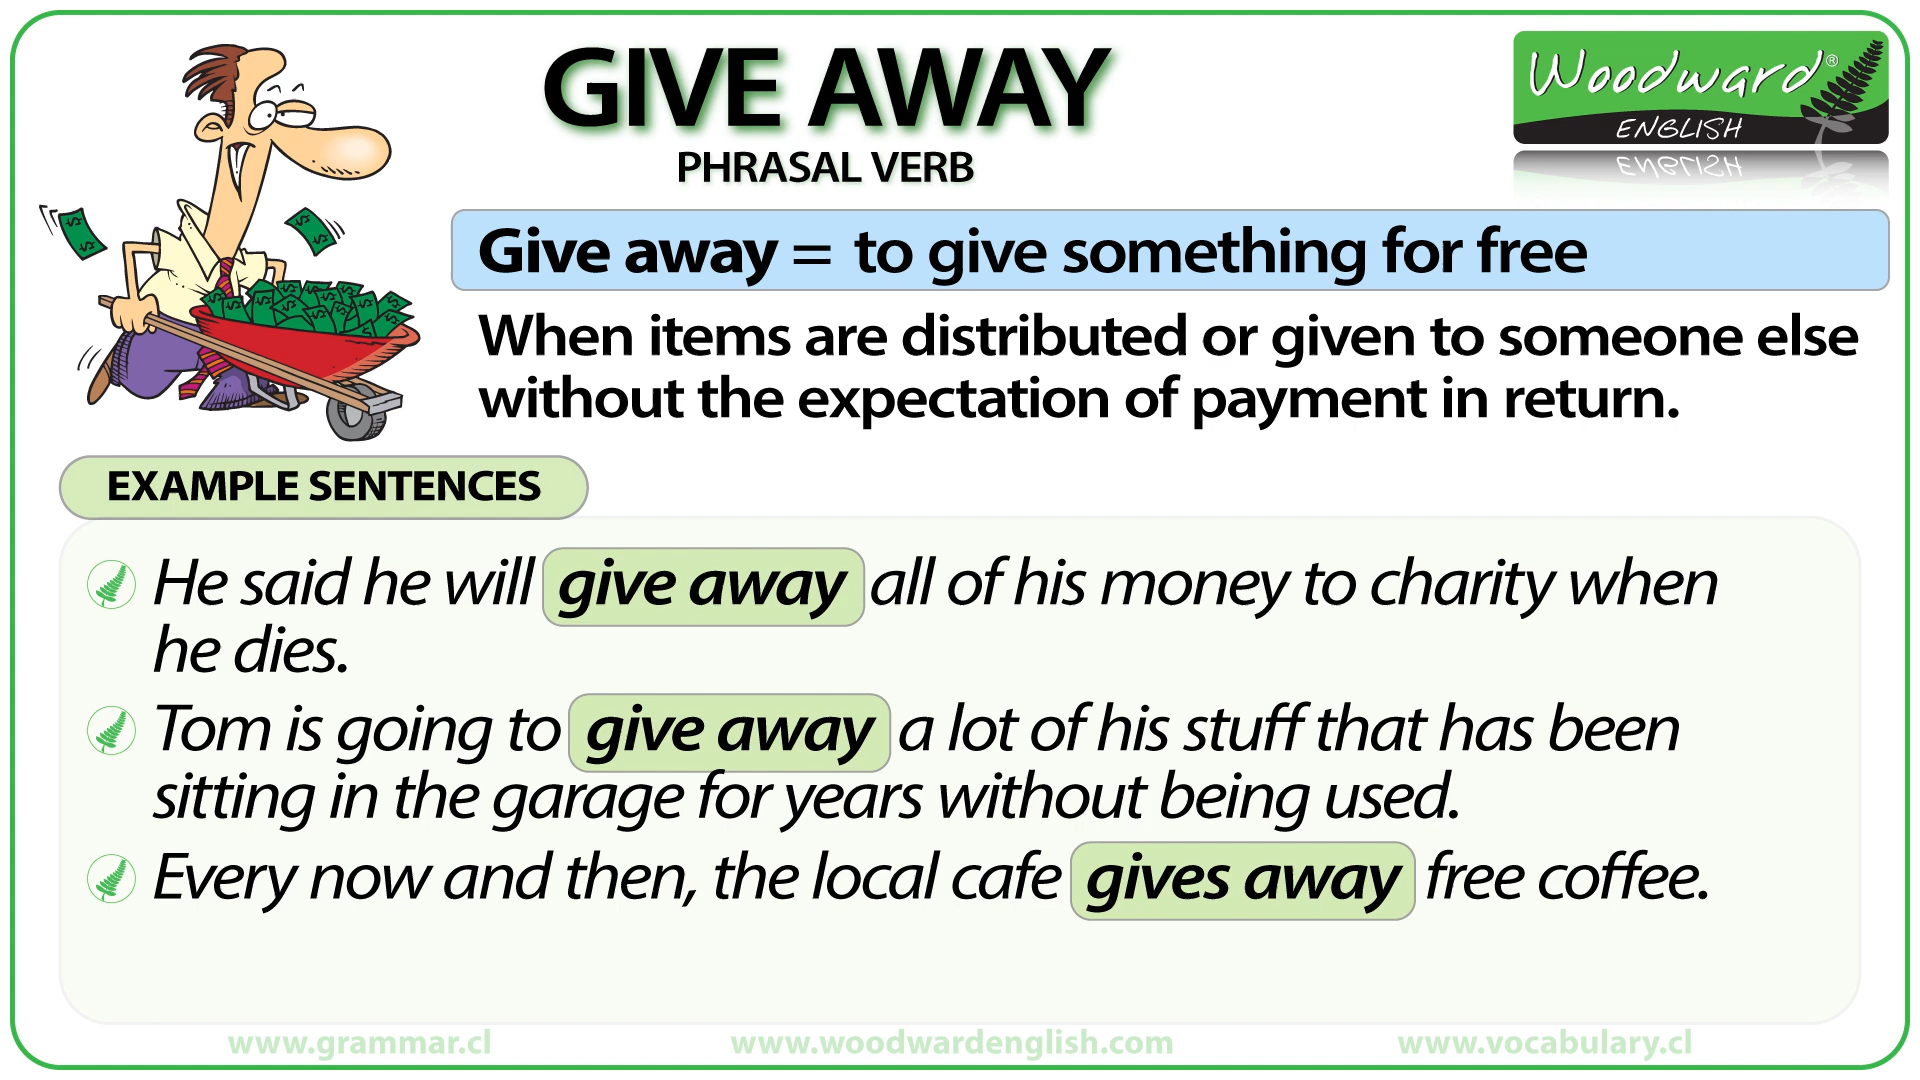 GIVE AWAY
PHRASAL VERB
Woodward®
ENGLISH
Give away = to give something for free
When items are distributed or given to someone else
without the expectation of payment in return.
EXAMPLE SENTENCES
He said he will give away all of his money to charity when
he dies.
Tom is going to give away a lot of his stuff that has been
sitting in the garage for years without being used.
Every now and then, the local cafe gives away free coffee.
www.grammar.cl www.woodwardenglish.com www.vocabulary.cl